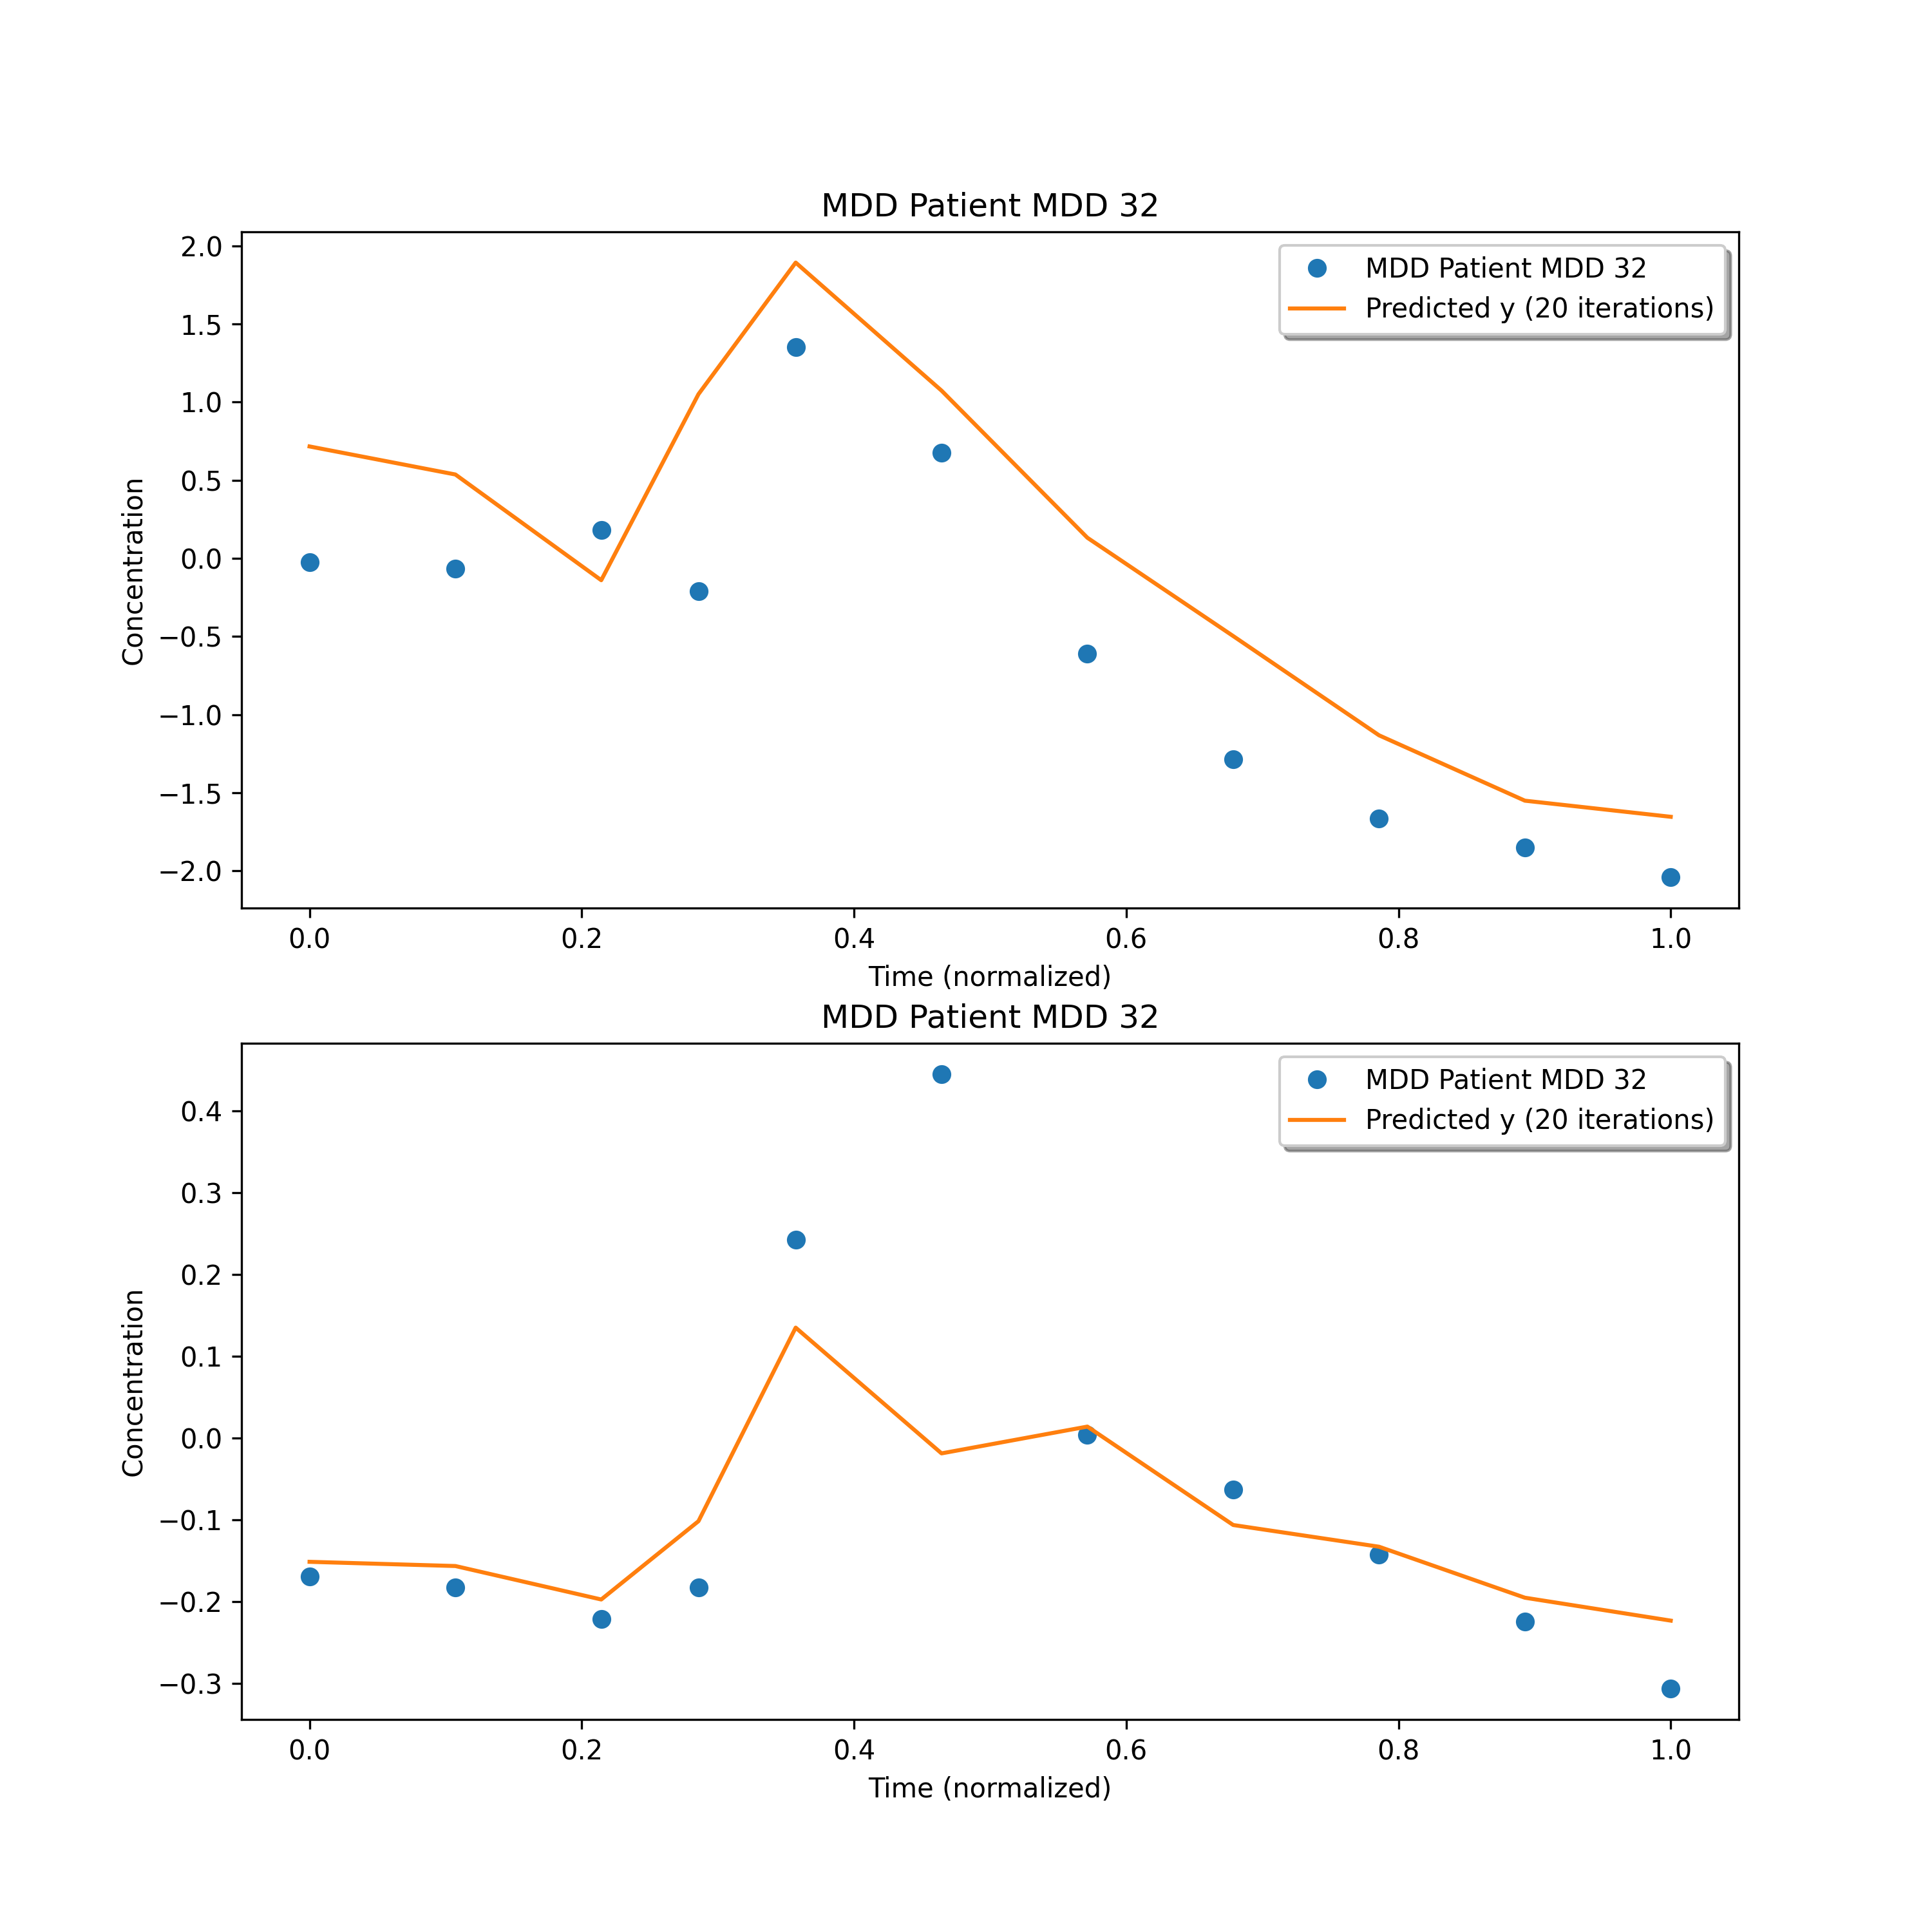 MDD Patient MDD 32
MDD Patient MDD 32
Predicted y (20 iterations)
2.0
1.5
1.0
0.5
0.0
−0.5
−1.0
−1.5
−2.0
Concentration
0.0 0.2 0.4 0.6 0.8 1.0
Time (normalized)
MDD Patient MDD 32
MDD Patient MDD 32
Predicted y (20 iterations)
0.4
0.3
0.2
0.1
0.0
−0.1
−0.2
−0.3
Concentration
0.0 0.2 0.4 0.6 0.8 1.0
Time (normalized)